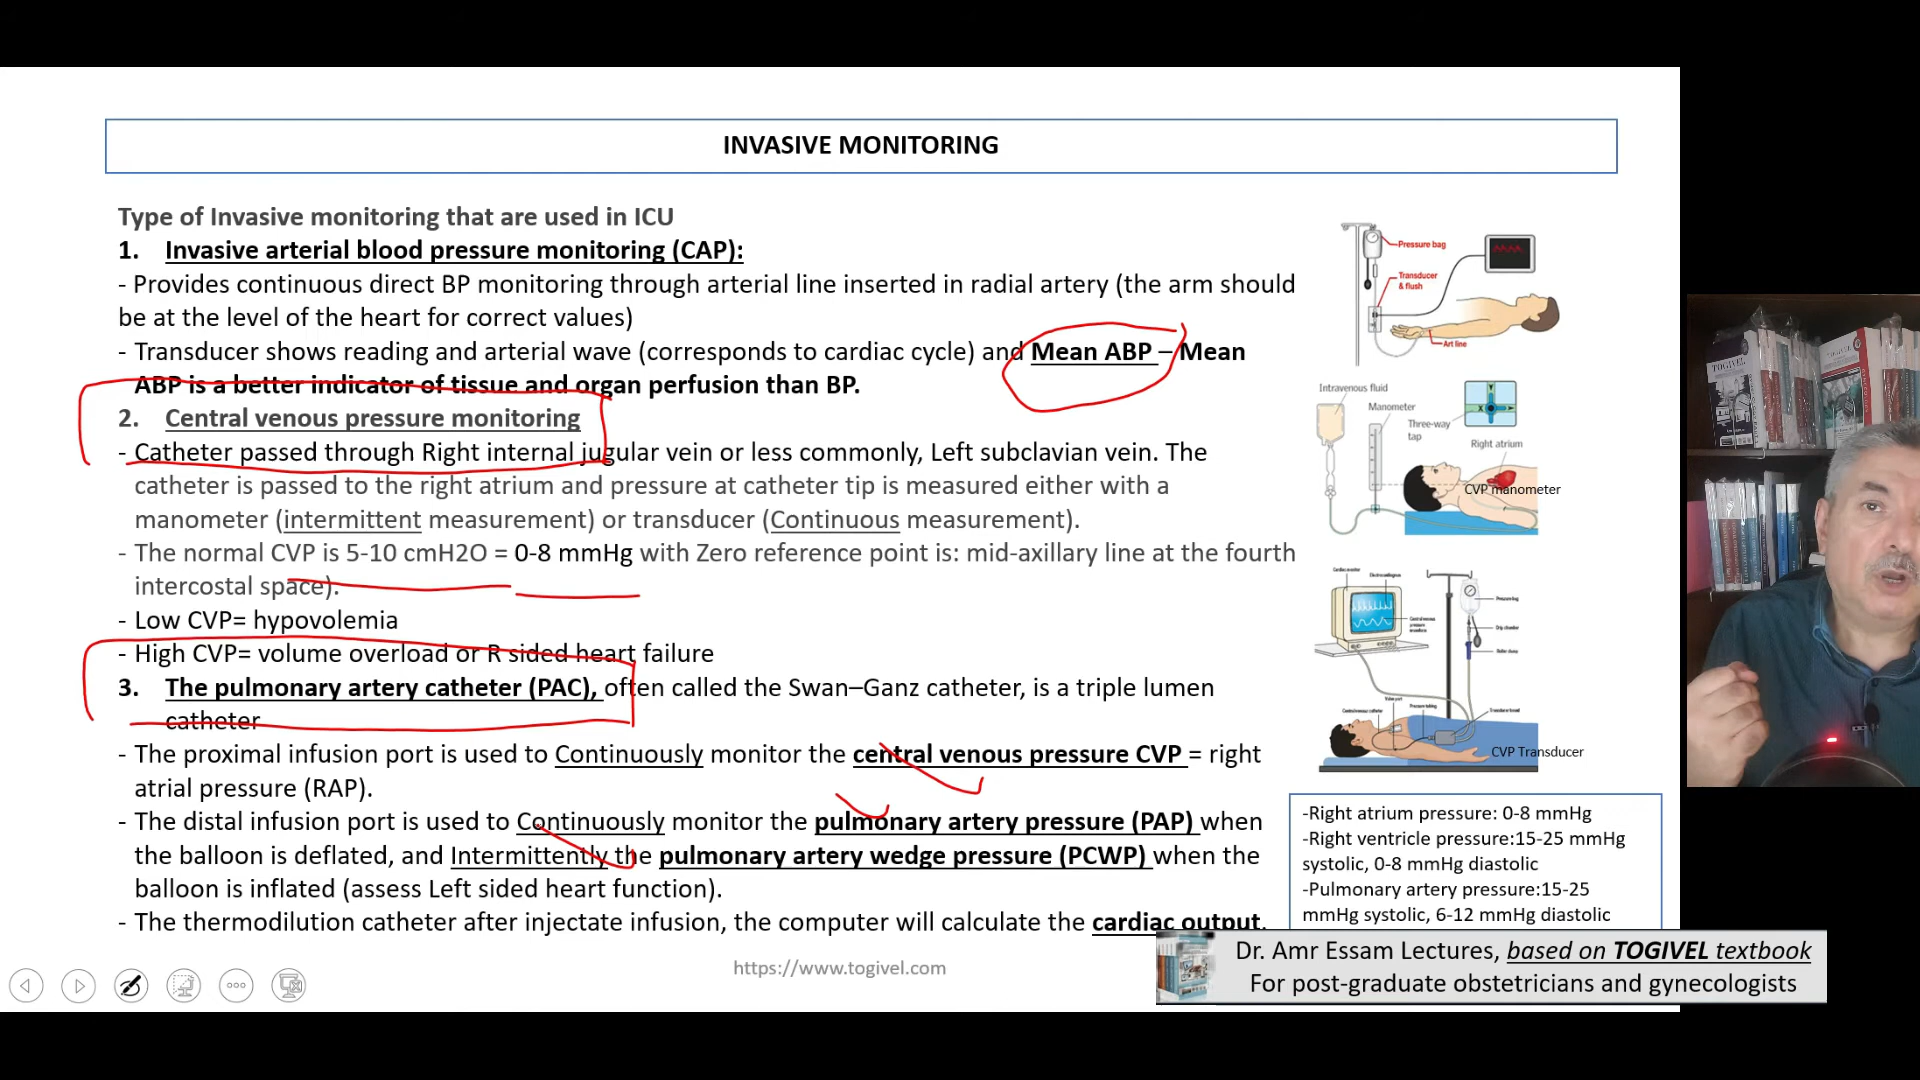 INVASIVE MONITORING
Type of Invasive monitoring that are used in ICU
1. Invasive arterial blood pressure monitoring (CAP):
- Provides continuous direct BP monitoring through arterial line inserted in radial artery (the arm should
be at the level of the heart for correct values)
- Transducer shows reading and arterial wave (corresponds to cardiac cycle) and Mean ABP – Mean
ABP is a better indicator of tissue and organ perfusion than BP.
2. Central venous pressure monitoring
- Catheter passed through Right internal jugular vein or less commonly, Left subclavian vein. The
catheter is passed to the right atrium and pressure at catheter tip is measured either with a
manometer (intermittent measurement) or transducer (Continuous measurement).
- The normal CVP is 5-10 cmH2O = 0-8 mmHg with Zero reference point is: mid-axillary line at the fourth
intercostal space).
- Low CVP= hypovolemia
- High CVP= volume overload or R sided heart failure
3. The pulmonary artery catheter (PAC), often called the Swan–Ganz catheter, is a triple lumen
catheter
- The proximal infusion port is used to Continuously monitor the central venous pressure CVP = right
atrial pressure (RAP).
- The distal infusion port is used to Continuously monitor the pulmonary artery pressure (PAP) when
the balloon is deflated, and Intermittently the pulmonary artery wedge pressure (PCWP) when the
balloon is inflated (assess Left sided heart function).
- The thermodilution catheter after injectate infusion, the computer will calculate the cardiac output.
https://www.togivel.com
Pressure bag
Transducer
& flush
Art line
Intravenous fluid
Manometer
Three-way
tap
Y
X
Right atrium
CVP manometer
Pressure bag
Drip chamber
CVP Transducer
-Right atrium pressure: 0-8 mmHg
-Right ventricle pressure:15-25 mmHg
systolic, 0-8 mmHg diastolic
-Pulmonary artery pressure:15-25
mmHg systolic, 6-12 mmHg diastolic
Dr. Amr Essam Lectures, based on TOGIVEL textbook
For post-graduate obstetricians and gynecologists
TOGIVEL